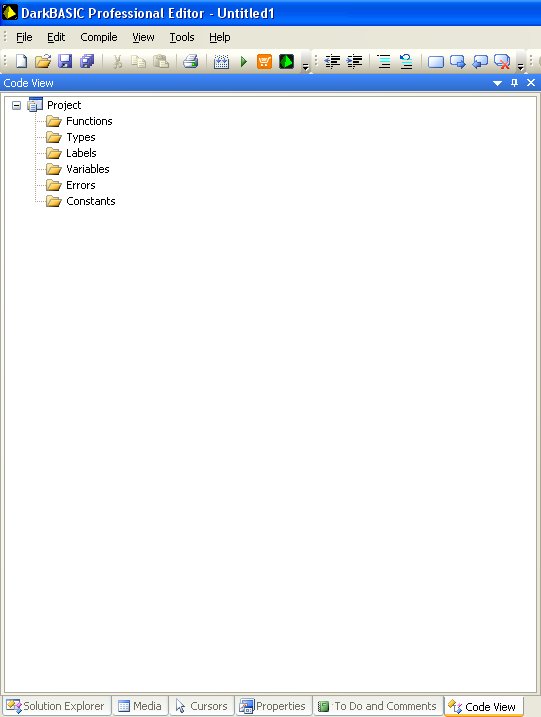 DarkBASIC Professional Editor - Untitled1
File Edit Compile View Tools Help
Code View
Project
Functions
Types
Labels
Variables
Errors
Constants
Solution Explorer Media Cursors Properties To Do and Comments Code View